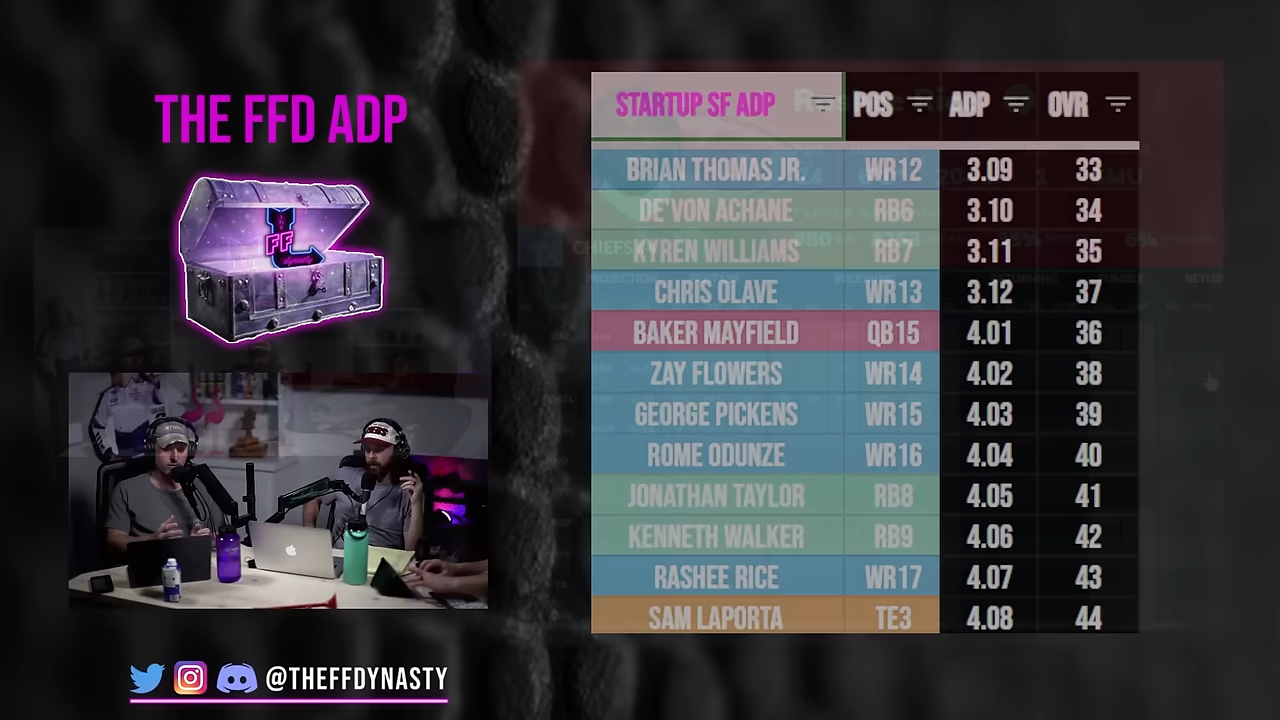 THE FFD ADP
FF
dynasty
@THEFFDYNASTY
STARTUP SF ADP POS ADP OVR
BRIAN THOMAS JR. WR12 3.09 33
DE'VON ACHANE RB6 3.10 34
KYREN WILLIAMS RB7 3.11 35
CHRIS OLAVE WR13 3.12 37
BAKER MAYFIELD QB15 4.01 36
ZAY FLOWERS WR14 4.02 38
GEORGE PICKENS WR15 4.03 39
ROME ODUNZE WR16 4.04 40
JONATHAN TAYLOR RB8 4.05 41
KENNETH WALKER RB9 4.06 42
RASHEE RICE WR17 4.07 43
SAM LAPORTA TE3 4.08 44